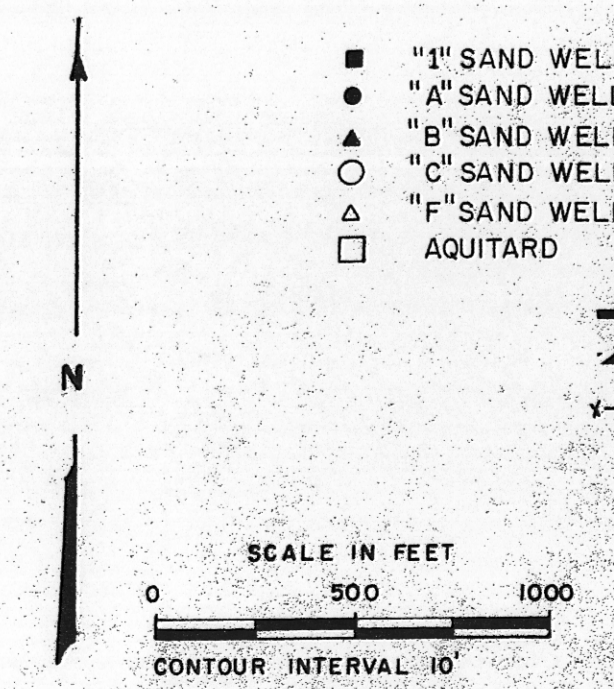 "1" SAND WEL
"A" SAND WELL
"B" SAND WELL
"C" SAND WELL
"F" SAND WELL
AQUITARD
N
SCALE IN FEET
0 500 1000
CONTOUR INTERVAL 10'